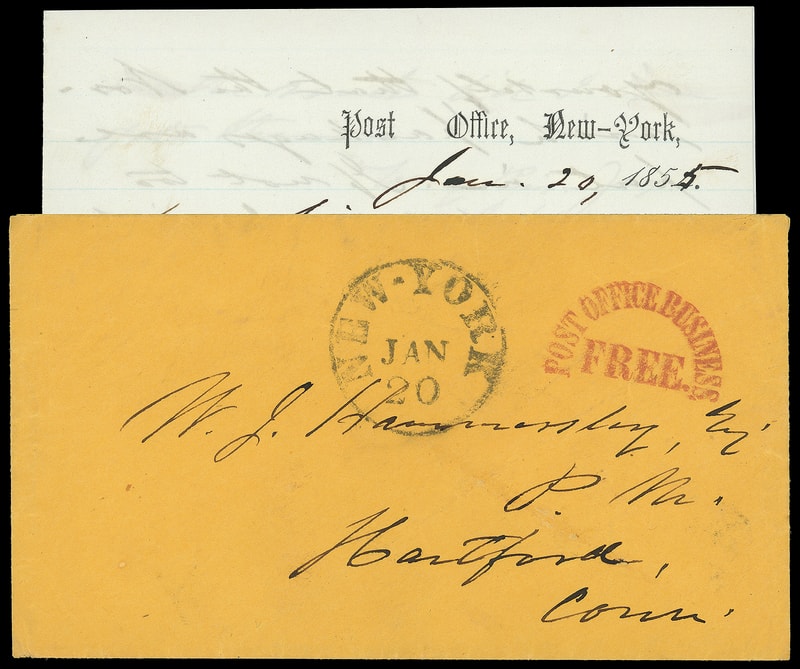 Post Office, New-York,
Jan. 20, 1855.
NEW-YORK
JAN
20
POST OFFICE BUSINESS
FREE.
W. J. Hammersley, Esq
P. M.
Hartford,
Conn.